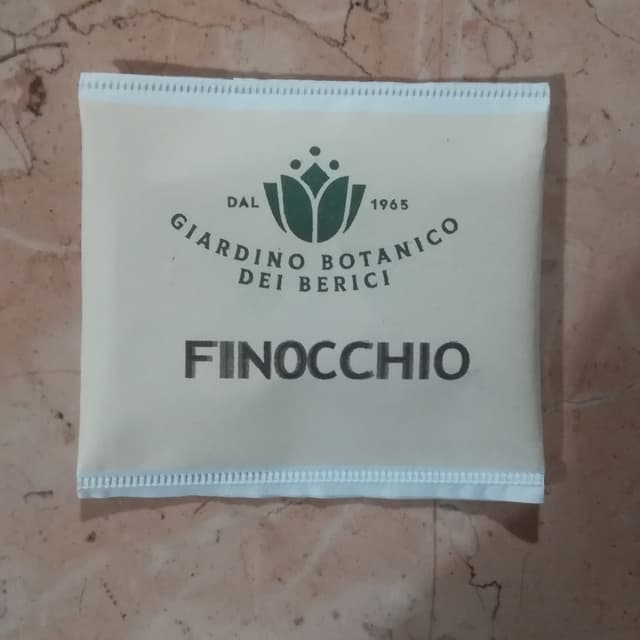 DAL 1965
GIARDINO BOTANICO
DEI BERICI
FINOCCHIO